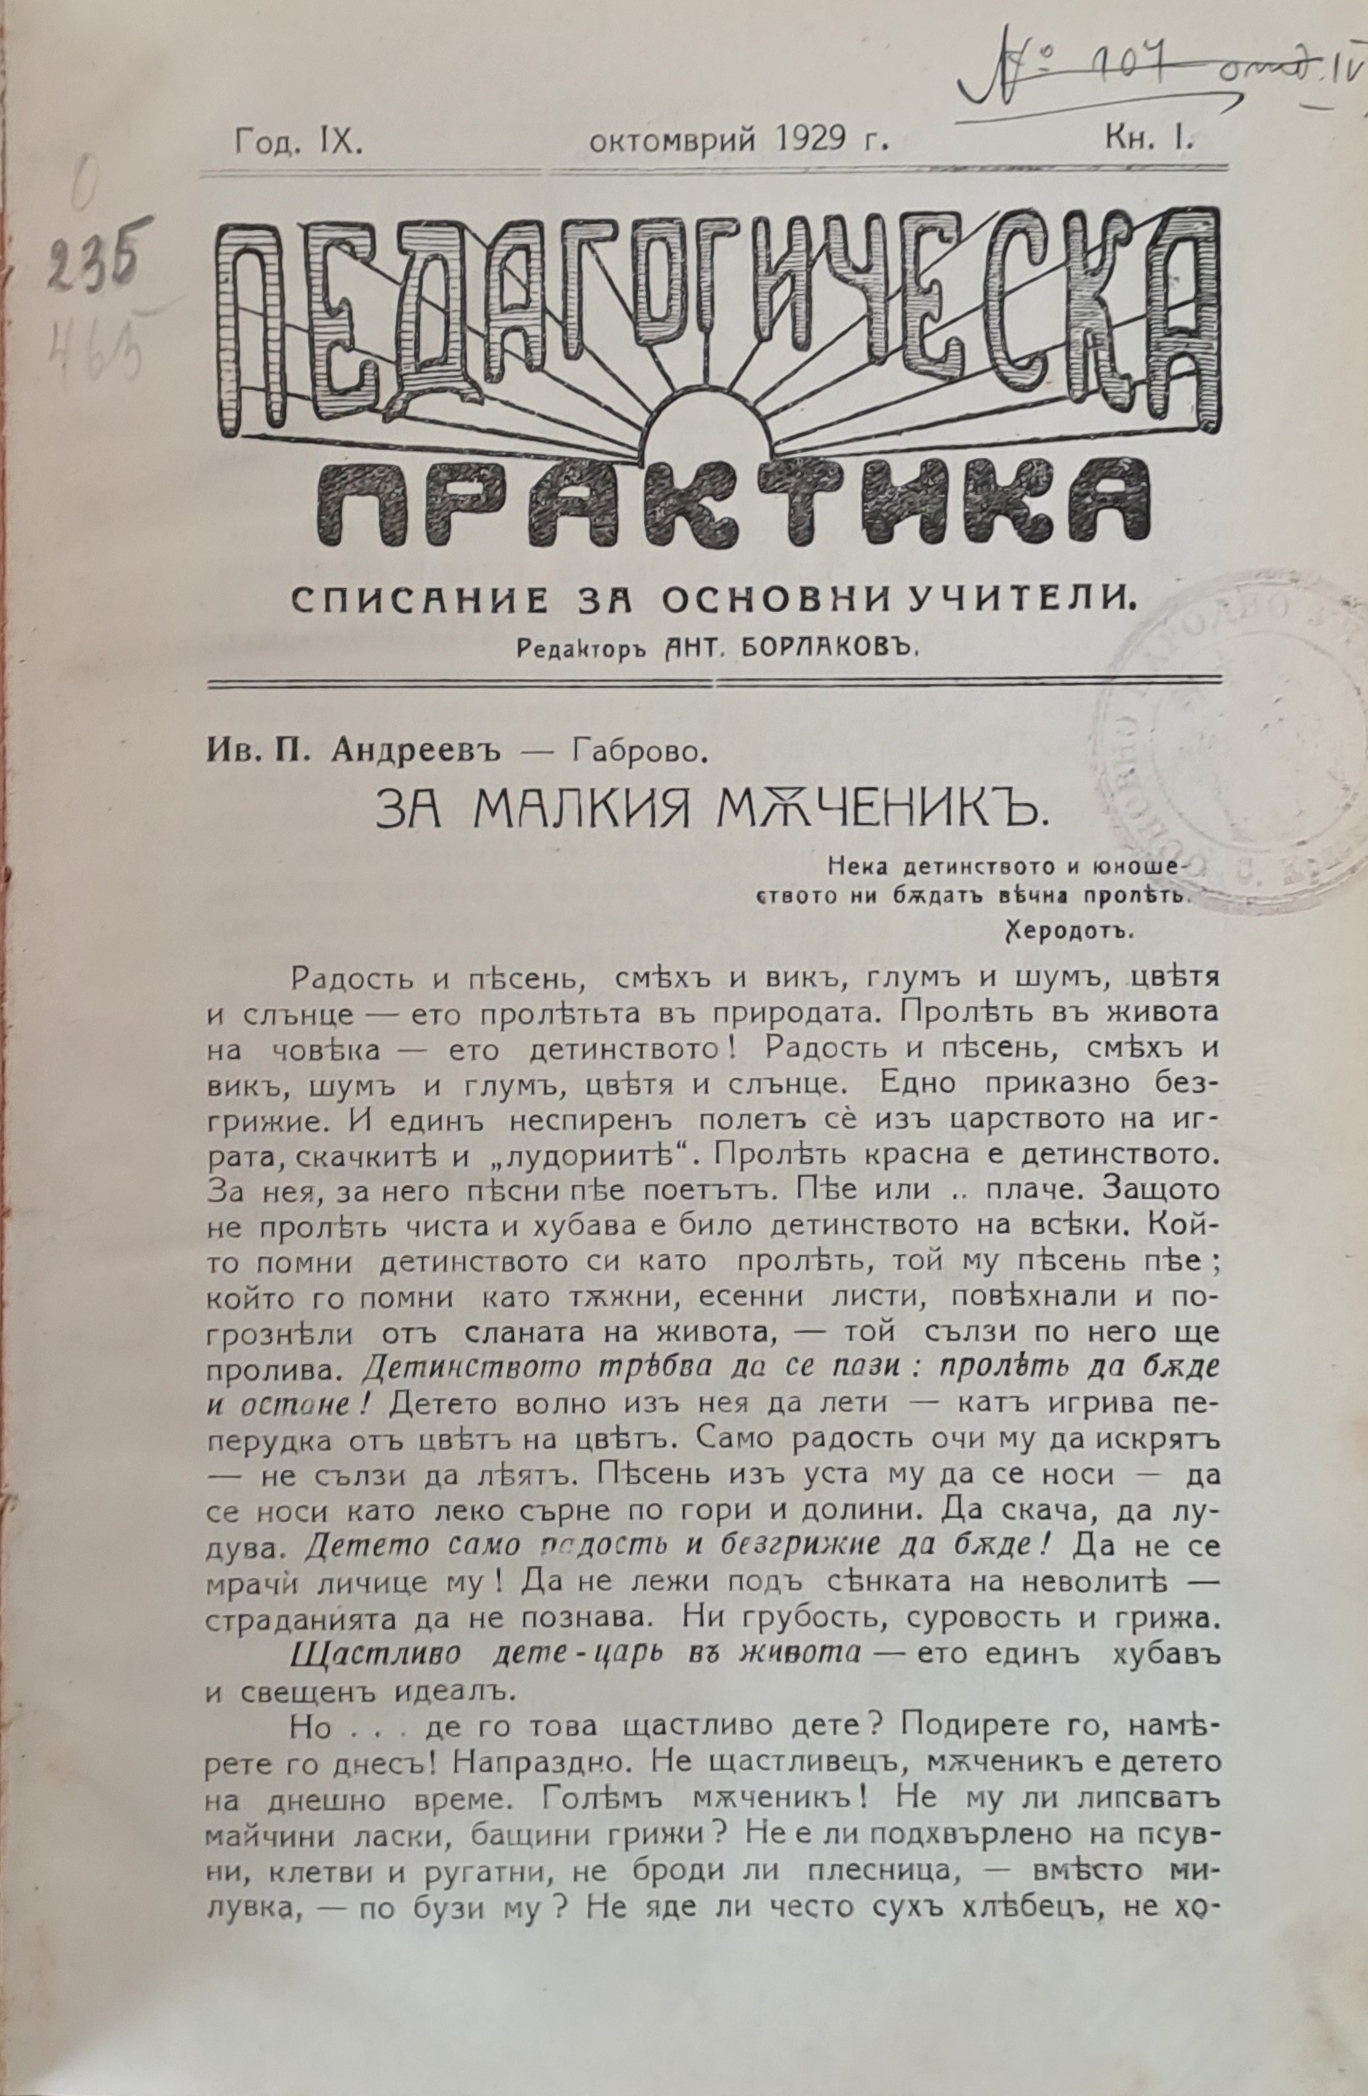 № 107 отд. IV
Год. IX. октомврий 1929 г. Кн. I.
235
465
ПЕДАГОГИЧЕСКА
ПРАКТИКА
СПИСАНИЕ ЗА ОСНОВНИ УЧИТЕЛИ.
Редакторъ АНТ. БОРЛАКОВЪ.
Ив. П. Андреевъ — Габрово.
ЗА МАЛКИЯ МѪЧЕНИКЪ.
Нека детинството и юноше-
ството ни бѫдатъ вѣчна пролѣть.
Херодотъ.
Радость и пѣсень, смѣхъ и викъ, глумъ и шумъ, цвѣтя
и слънце — ето пролѣтьта въ природата. Пролѣть въ живота
на човѣка — ето детинството! Радость и пѣсень, смѣхъ и
викъ, шумъ и глумъ, цвѣтя и слънце. Едно приказно без-
грижие. И единъ неспиренъ полетъ сè изъ царството на иг-
рата, скачкитѣ и „лудориитѣ“. Пролѣть красна е детинството.
За нея, за него пѣсни пѣе поетътъ. Пѣе или .. плаче. Защото
не пролѣть чиста и хубава е било детинството на всѣки. Кой-
то помни детинството си като пролѣть, той му пѣсень пѣе ;
който го помни като тѫжни, есенни листи, повѣхнали и по-
грознѣли отъ сланата на живота, — той сълзи по него ще
пролива. Детинството трѣбва да се пази : пролѣть да бѫде
и остане ! Детето волно изъ нея да лети — катъ игрива пе-
перудка отъ цвѣтъ на цвѣтъ. Само радость очи му да искрятъ
— не сълзи да лѣятъ. Пѣсень изъ уста му да се носи — да
се носи като леко сърне по гори и долини. Да скача, да лу-
дува. Детето само радость и безгрижие да бѫде ! Да не се
мрачи личице му ! Да не лежи подъ сѣнката на неволитѣ —
страданията да не познава. Ни грубость, суровость и грижа.
Щастливо дете - царь въ живота — ето единъ хубавъ
и свещенъ идеалъ.
Но . . . де го това щастливо дете ? Подирете го, намѣ-
рете го днесъ! Напраздно. Не щастливецъ, мѫченикъ е детето
на днешно време. Голѣмъ мѫченикъ ! Не му ли липсватъ
майчини ласки, бащини грижи ? Не е ли подхвърлено на псув-
ни, клетви и ругатни, не броди ли плесница, — вмѣсто ми-
лувка, — по бузи му ? Не яде ли често сухъ хлѣбецъ, не хо-